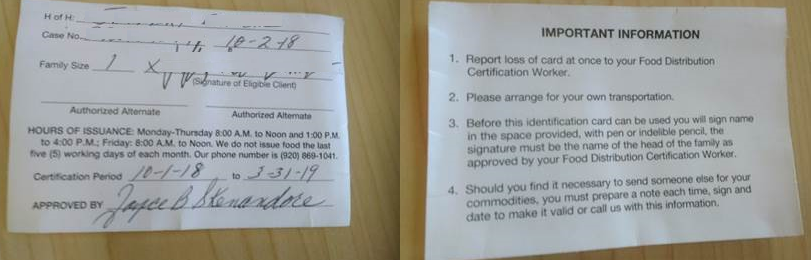 H of H:
Case No. 10-2-18
Family Size 1 X
(Signature of Eligible Client)
Authorized Alternate Authorized Alternate
HOURS OF ISSUANCE: Monday-Thursday 8:00 A.M. to Noon and 1:00 P.M.
to 4:00 P.M.; Friday: 8:00 A.M. to Noon. We do not issue food the last
five (5) working days of each month. Our phone number is (920) 869-1041.
Certification Period 10-1-18 to 3-31-19
APPROVED BY Joyce B Skenandore
IMPORTANT INFORMATION
1. Report loss of card at once to your Food Distribution
Certification Worker.
2. Please arrange for your own transportation.
3. Before this identification card can be used you will sign name
in the space provided, with pen or indelible pencil, the
signature must be the name of the head of the family as
approved by your Food Distribution Certification Worker.
4. Should you find it necessary to send someone else for your
commodities, you must prepare a note each time, sign and
date to make it valid or call us with this information.